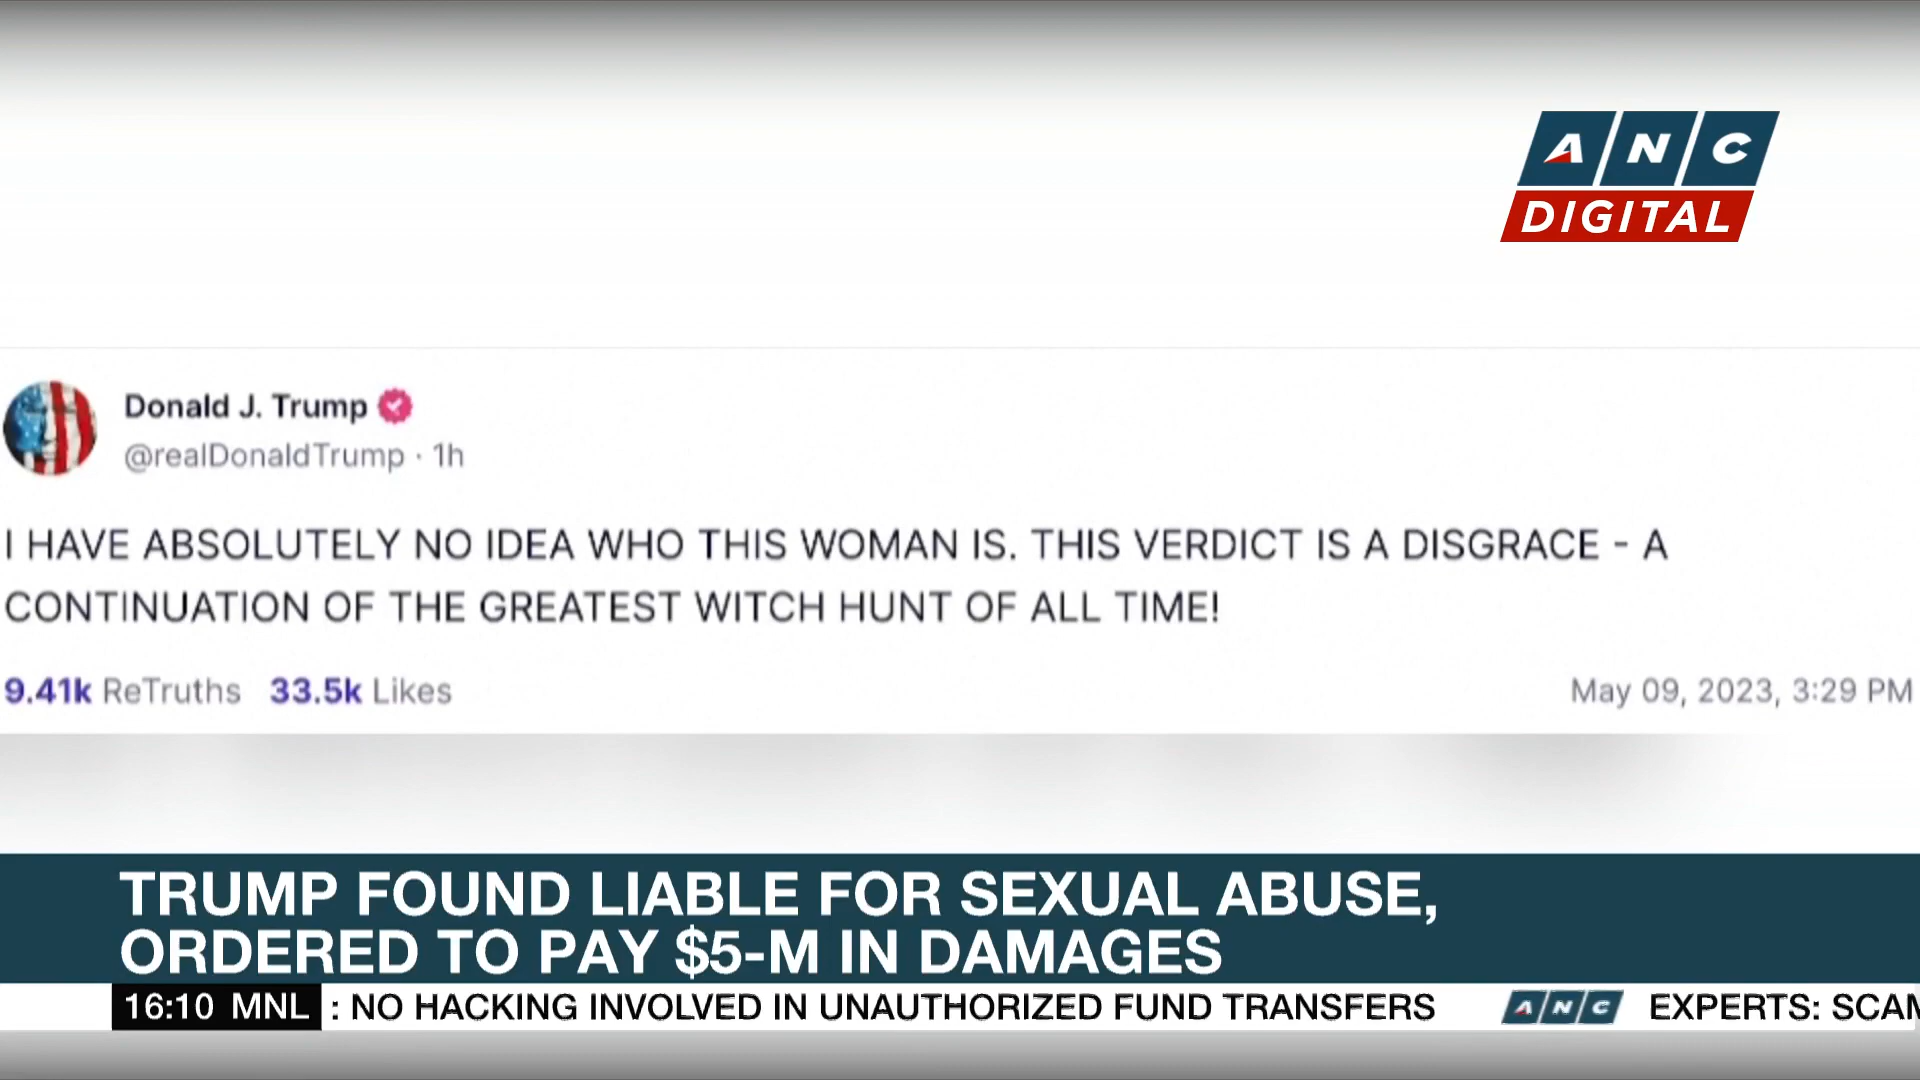 ANC
DIGITAL
Donald J. Trump
@realDonaldTrump · 1h
I HAVE ABSOLUTELY NO IDEA WHO THIS WOMAN IS. THIS VERDICT IS A DISGRACE - A
CONTINUATION OF THE GREATEST WITCH HUNT OF ALL TIME!
9.41k ReTruths 33.5k Likes
May 09, 2023, 3:29 PM
TRUMP FOUND LIABLE FOR SEXUAL ABUSE,
ORDERED TO PAY $5-M IN DAMAGES
16:10 MNL : NO HACKING INVOLVED IN UNAUTHORIZED FUND TRANSFERS ANC EXPERTS: SCAM